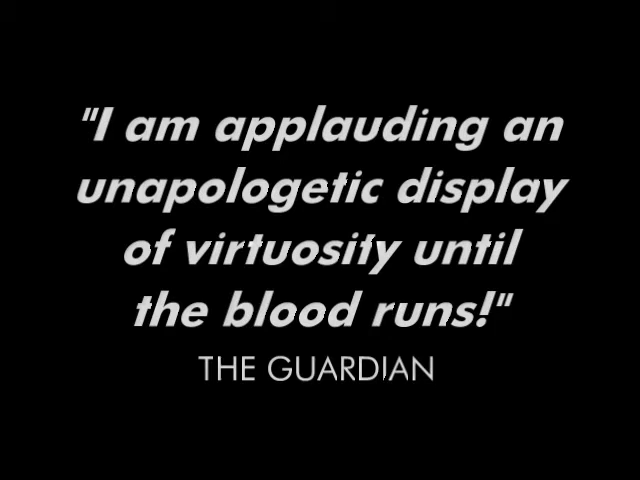 "I am applauding an
unapologetic display
of virtuosity until
the blood runs!"
THE GUARDIAN